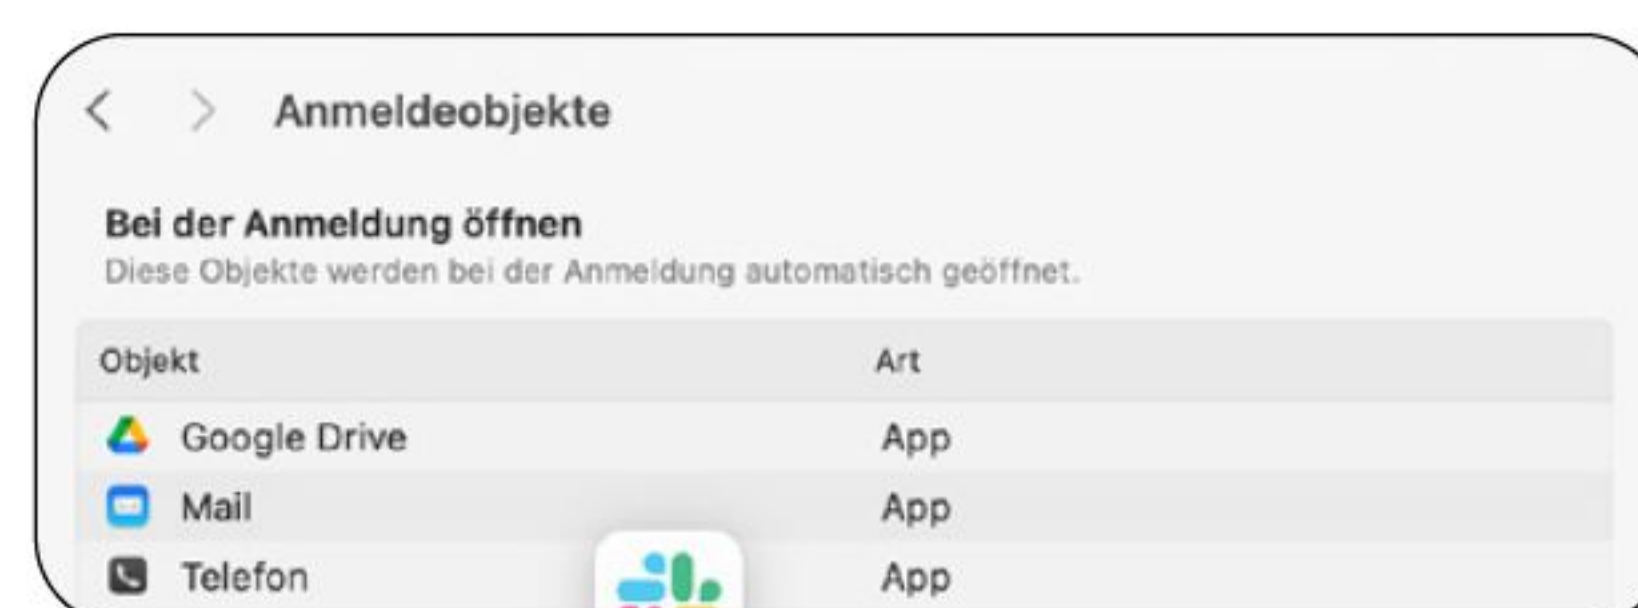 Anmeldeobjekte
Bei der Anmeldung öffnen
Diese Objekte werden bei der Anmeldung automatisch geöffnet.
Objekt Art
Google Drive App
Mail App
Telefon App